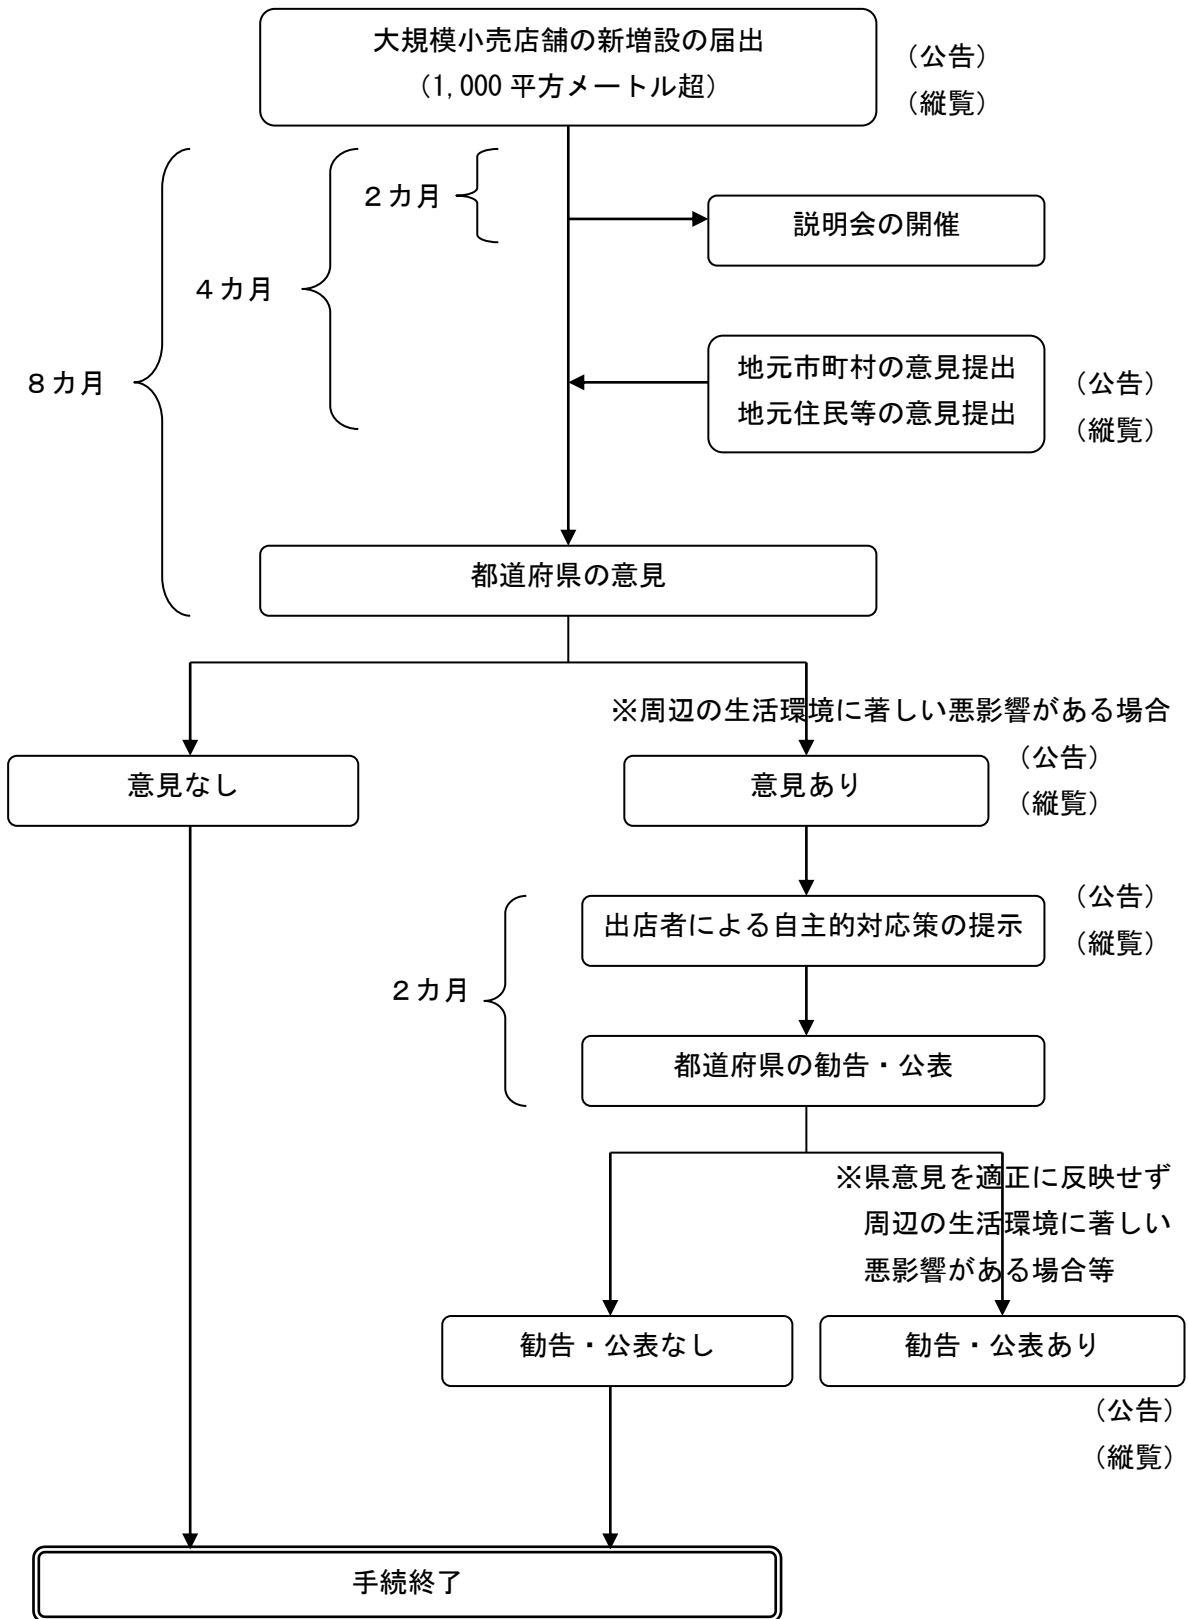 大規模小売店舗の新増設の届出
（1,000 平方メートル超）
（公告）
（縦覧）
２カ月
説明会の開催
４カ月
地元市町村の意見提出
地元住民等の意見提出
（公告）
（縦覧）
８カ月
都道府県の意見
※周辺の生活環境に著しい悪影響がある場合
意見なし
意見あり
（公告）
（縦覧）
出店者による自主的対応策の提示
（公告）
（縦覧）
２カ月
都道府県の勧告・公表
※県意見を適正に反映せず
周辺の生活環境に著しい
悪影響がある場合等
勧告・公表なし
勧告・公表あり
（公告）
（縦覧）
手続終了